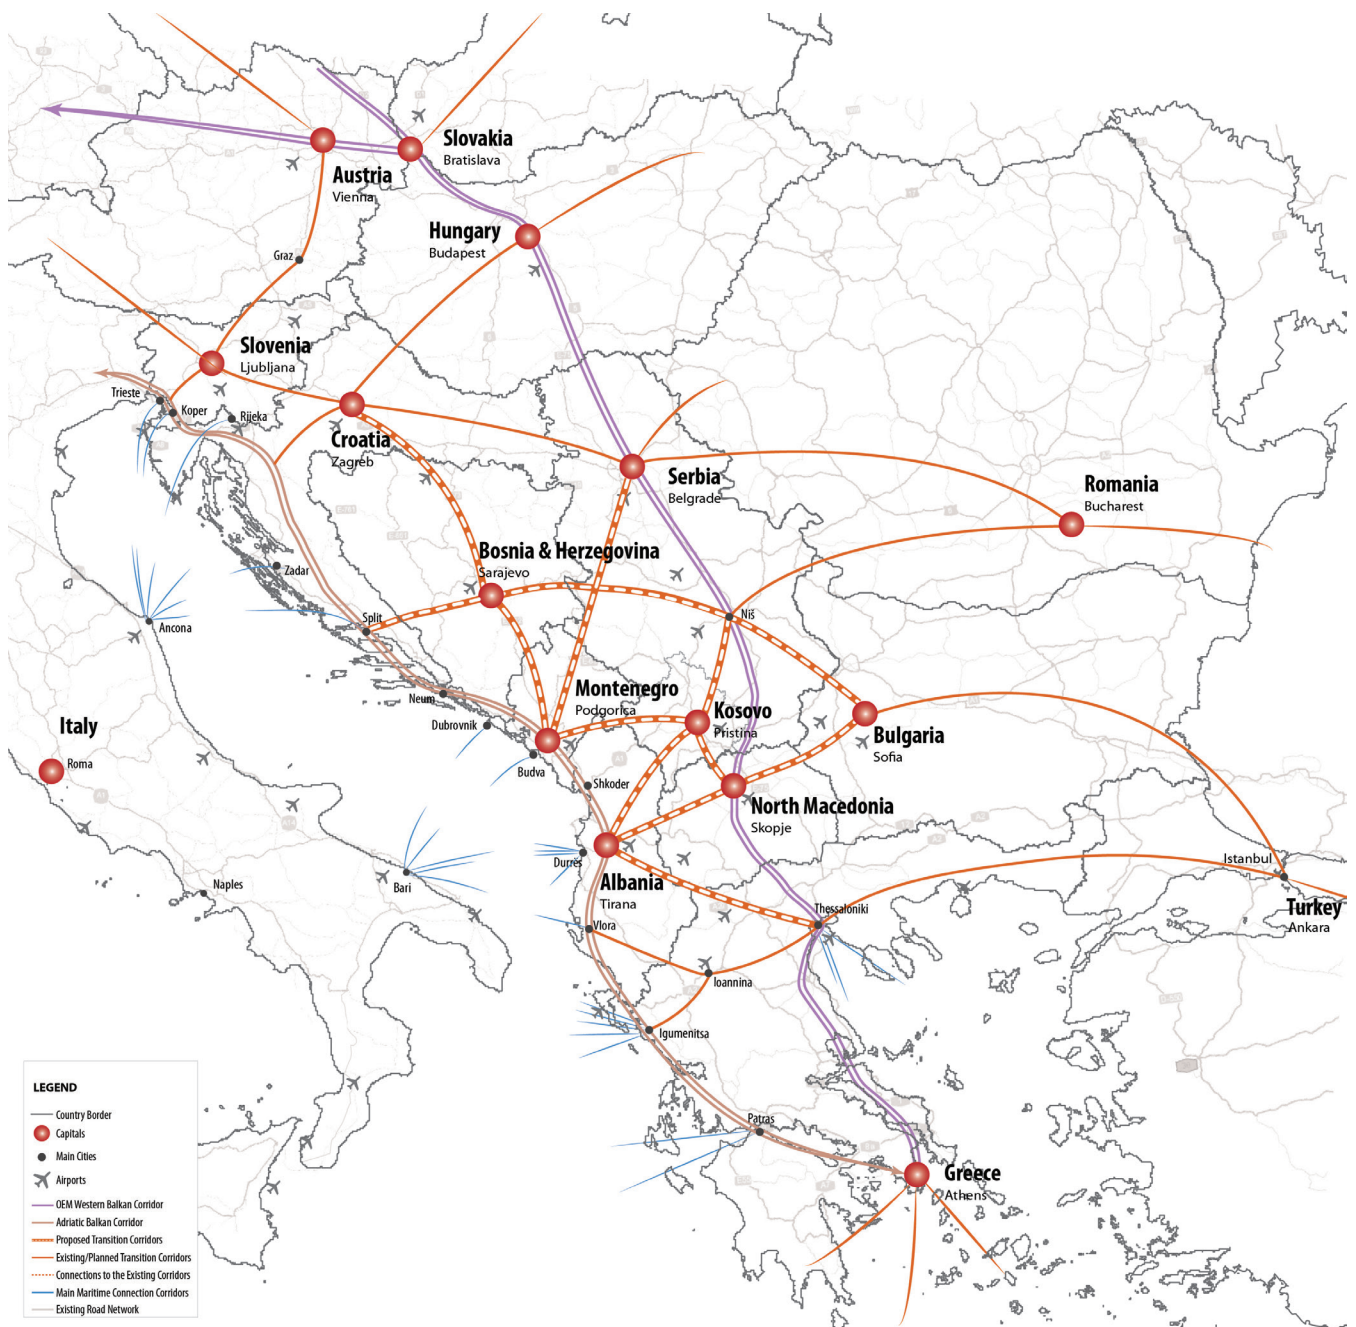 Slovakia
Bratislava
Austria
Vienna
Hungary
Budapest
Graz
Slovenia
Ljubljana
Trieste
Koper
Rijeka
Croatia
Zagreb
Serbia
Belgrade
Romania
Bucharest
Bosnia & Herzegovina
Sarajevo
Zadar
Split
Niš
Ancona
Neum
Dubrovnik
Montenegro
Podgorica
Kosovo
Pristina
Bulgaria
Sofia
Italy
Roma
Budva
Shkoder
North Macedonia
Skopje
Durrës
Albania
Tirana
Bari
Naples
Istanbul
Turkey
Ankara
Thessaloniki
Vlora
Ioannina
Igumenitsa
Patras
Greece
Athens
LEGEND
Country Border
Capitals
Main Cities
Airports
OEM Western Balkan Corridor
Adriatic Balkan Corridor
Proposed Transition Corridors
Existing/Planned Transition Corridors
Connections to the Existing Corridors
Main Maritime Connection Corridors
Existing Road Network